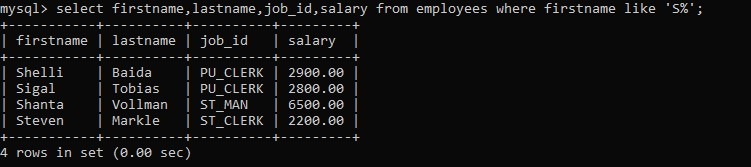 mysql> select firstname,lastname,job_id,salary from employees where firstname like 'S%';
+-----------+----------+----------+---------+
| firstname | lastname | job_id   | salary  |
+-----------+----------+----------+---------+
| Shelli    | Baida    | PU_CLERK | 2900.00 |
| Sigal     | Tobias   | PU_CLERK | 2800.00 |
| Shanta    | Vollman  | ST_MAN   | 6500.00 |
| Steven    | Markle   | ST_CLERK | 2200.00 |
+-----------+----------+----------+---------+
4 rows in set (0.00 sec)